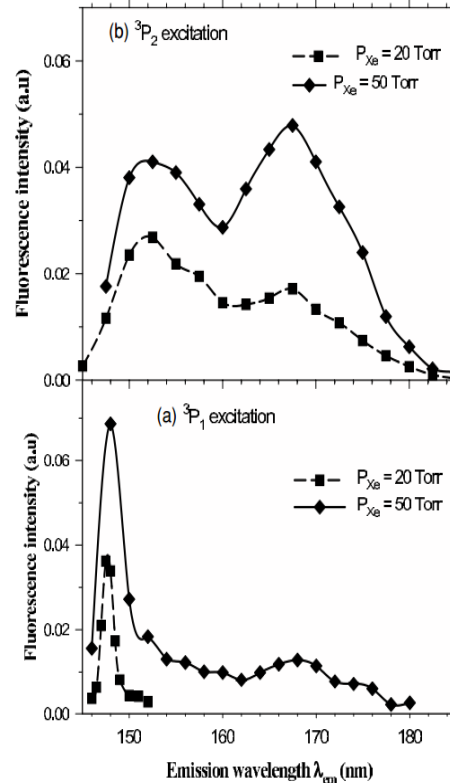 (b) ³P₂ excitation
P_Xe = 20 Torr
P_Xe = 50 Torr
Fluorescence intensity (a.u)
0.06
0.04
0.02
0.00
(a) ³P₁ excitation
P_Xe = 20 Torr
P_Xe = 50 Torr
Fluorescence intensity (a.u)
0.06
0.04
0.02
0.00
150 160 170 180
Emission wavelength λ_em (nm)